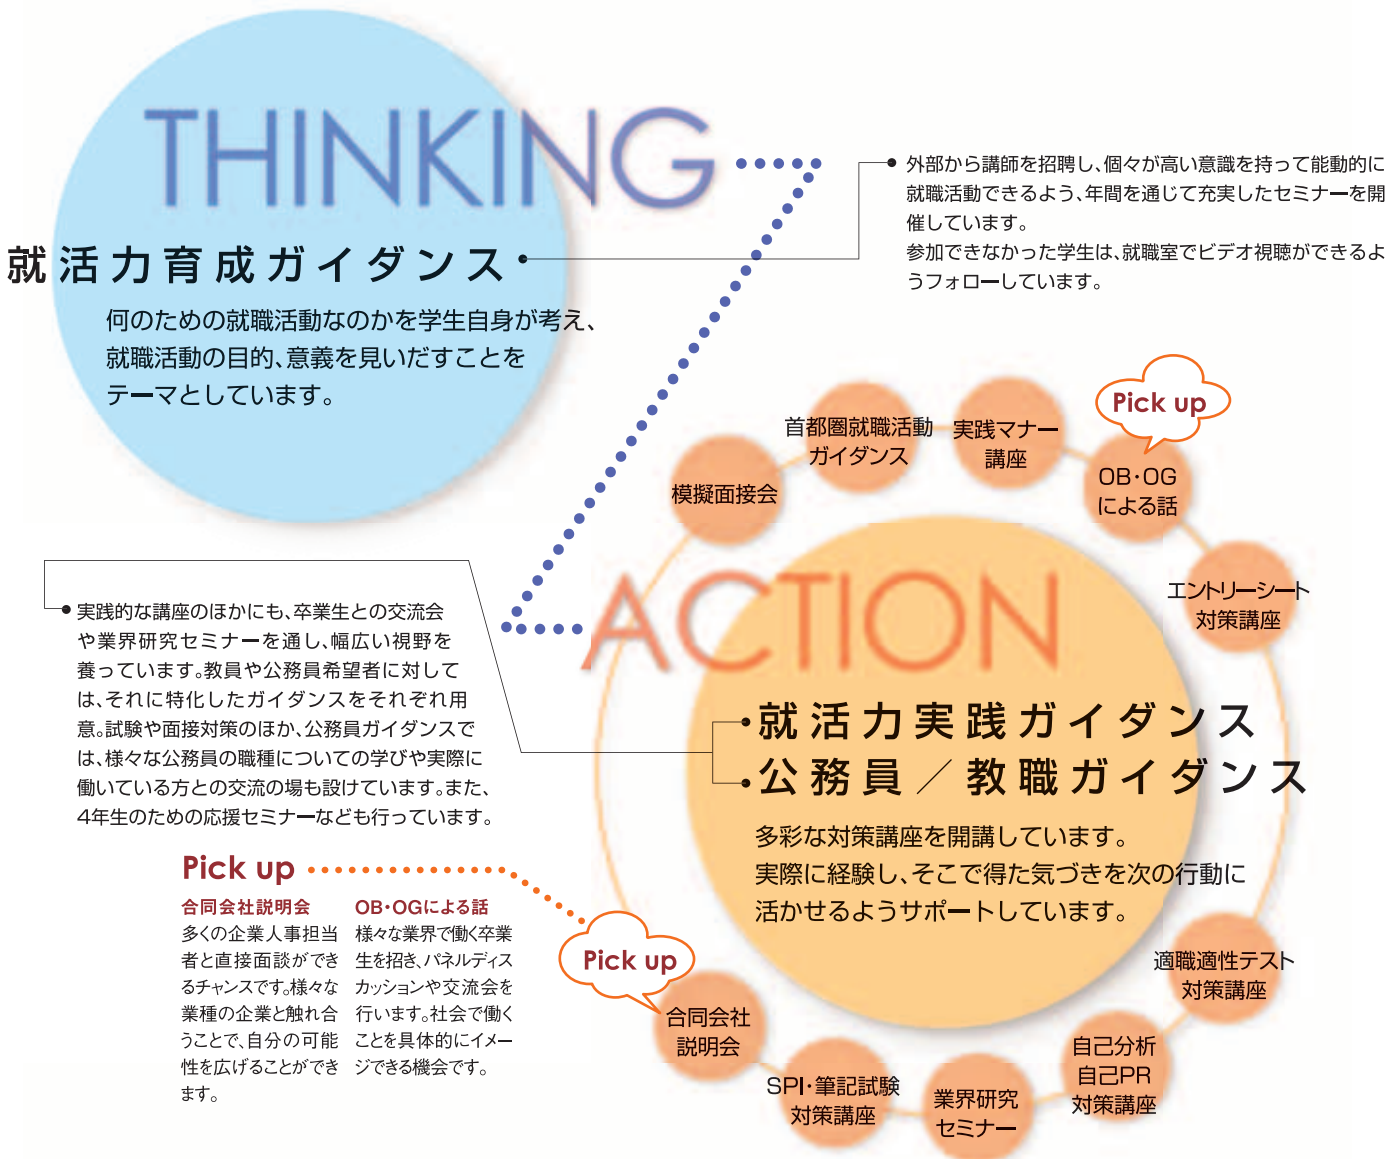 THINKING
就活力育成ガイダンス
何のための就職活動なのかを学生自身が考え、
就職活動の目的、意義を見いだすことを
テーマとしています。
外部から講師を招聘し、個々が高い意識を持って能動的に
就職活動できるよう、年間を通じて充実したセミナーを開
催しています。
参加できなかった学生は、就職室でビデオ視聴ができるよ
うフォローしています。
Pick up
模擬面接会
首都圏就職活動
ガイダンス
実践マナー
講座
OB・OG
による話
エントリーシート
対策講座
ACTION
就活力実践ガイダンス
公務員／教職ガイダンス
多彩な対策講座を開講しています。
実際に経験し、そこで得た気づきを次の行動に
活かせるようサポートしています。
実践的な講座のほかにも、卒業生との交流会
や業界研究セミナーを通し、幅広い視野を
養っています。教員や公務員希望者に対して
は、それに特化したガイダンスをそれぞれ用
意。試験や面接対策のほか、公務員ガイダンスで
は、様々な公務員の職種についての学びや実際に
働いている方との交流の場も設けています。また、
4年生のための応援セミナーなども行っています。
Pick up
合同会社説明会
多くの企業人事担当
者と直接面談ができ
るチャンスです。様々な
業種の企業と触れ合
うことで、自分の可能
性を広げることができ
ます。
OB・OGによる話
様々な業界で働く卒業
生を招き、パネルディス
カッションや交流会を
行います。社会で働く
ことを具体的にイメー
ジできる機会です。
Pick up
合同会社
説明会
SPI・筆記試験
対策講座
業界研究
セミナー
自己分析
自己PR
対策講座
適職適性テスト
対策講座